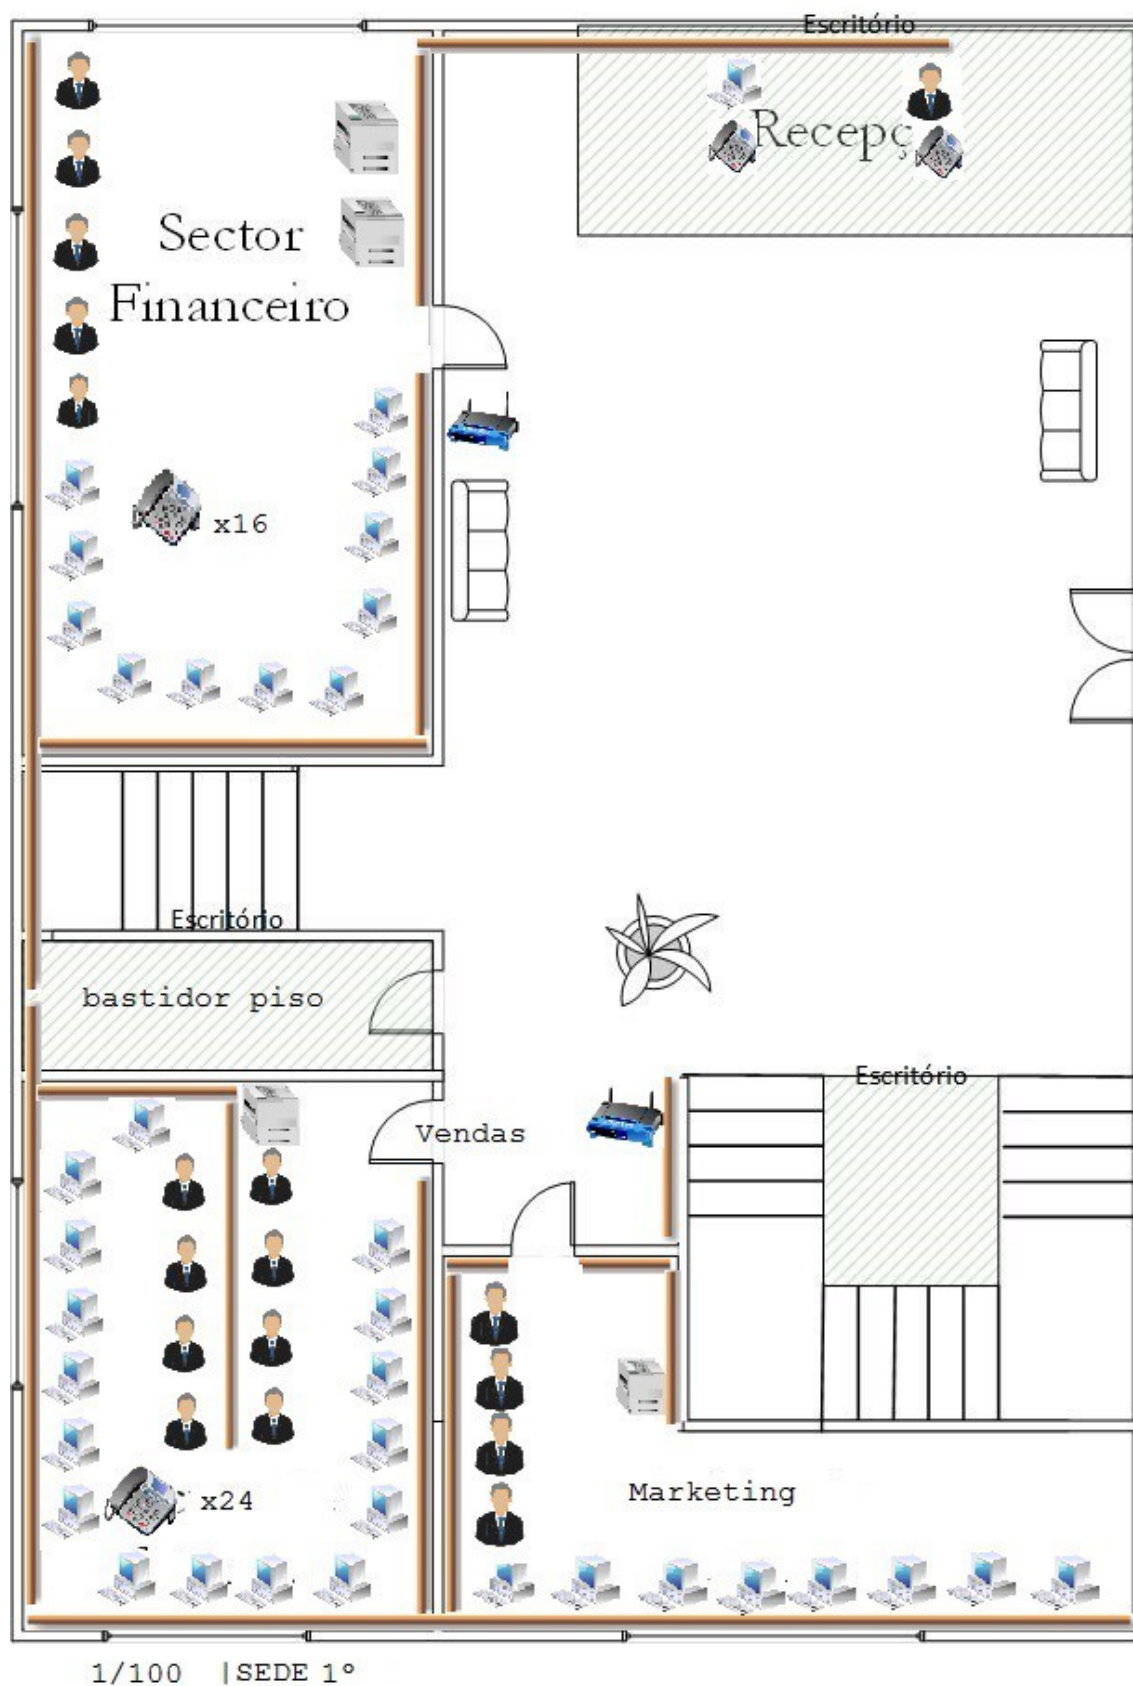 Escritório
Recepç
Sector
Financeiro
x16
Escritório
bastidor piso
Escritório
Vendas
x24
Marketing
1/100 |SEDE 1º